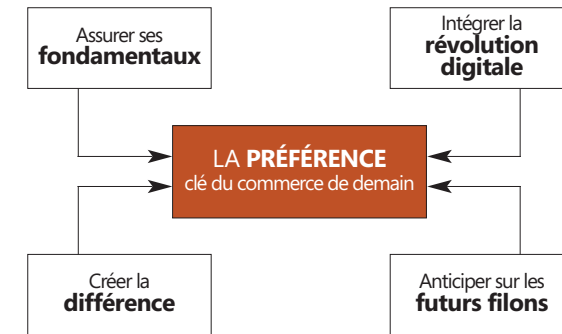 Assurer ses
fondamentaux
Intégrer la
révolution
digitale
LA PRÉFÉRENCE
clé du commerce de demain
Créer la
différence
Anticiper sur les
futurs filons